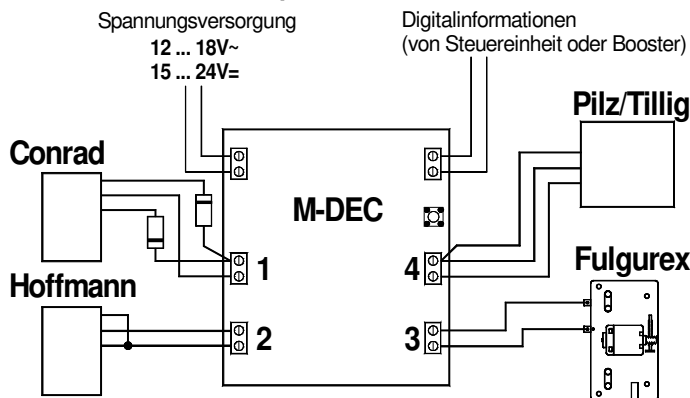 Spannungsversorgung
12 ... 18V~
15 ... 24V=
Digitalinformationen
(von Steuereinheit oder Booster)
Pilz/Tillig
Conrad
M-DEC
1
4
Hoffmann
Fulgurex
2
3